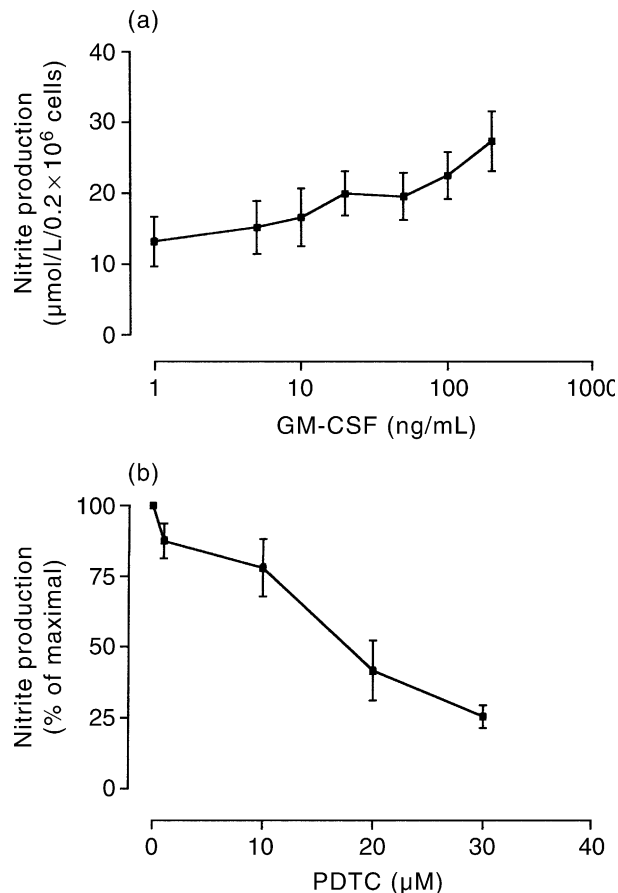 (a)
Nitrite production
(µmol/L/0.2 × 10⁶ cells)
40
30
20
10
0
1 10 100 1000
GM-CSF (ng/mL)
(b)
Nitrite production
(% of maximal)
100
75
50
25
0
0 10 20 30 40
PDTC (µM)